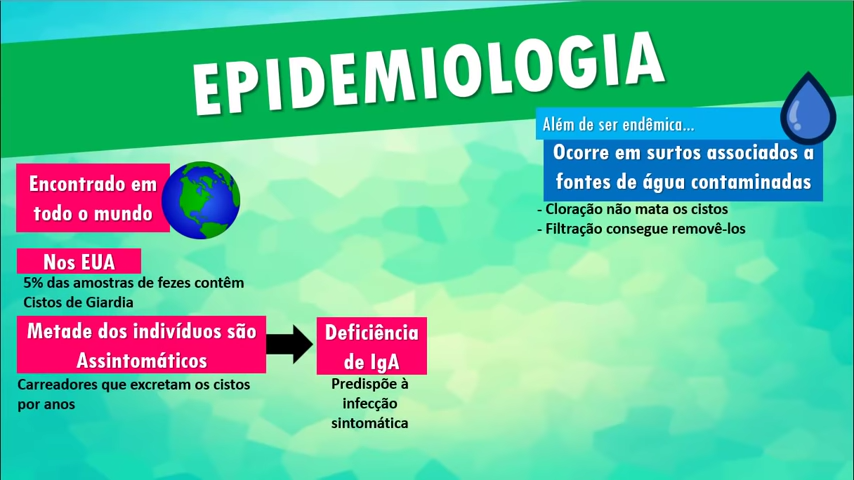 EPIDEMIOLOGIA
Encontrado em
todo o mundo
Nos EUA
5% das amostras de fezes contêm
Cistos de Giardia
Metade dos indivíduos são
Assintomáticos
Carreadores que excretam os cistos
por anos
Deficiência
de IgA
Predispõe à
infecção
sintomática
Além de ser endêmica...
Ocorre em surtos associados a
fontes de água contaminadas
- Cloração não mata os cistos
- Filtração consegue removê-los